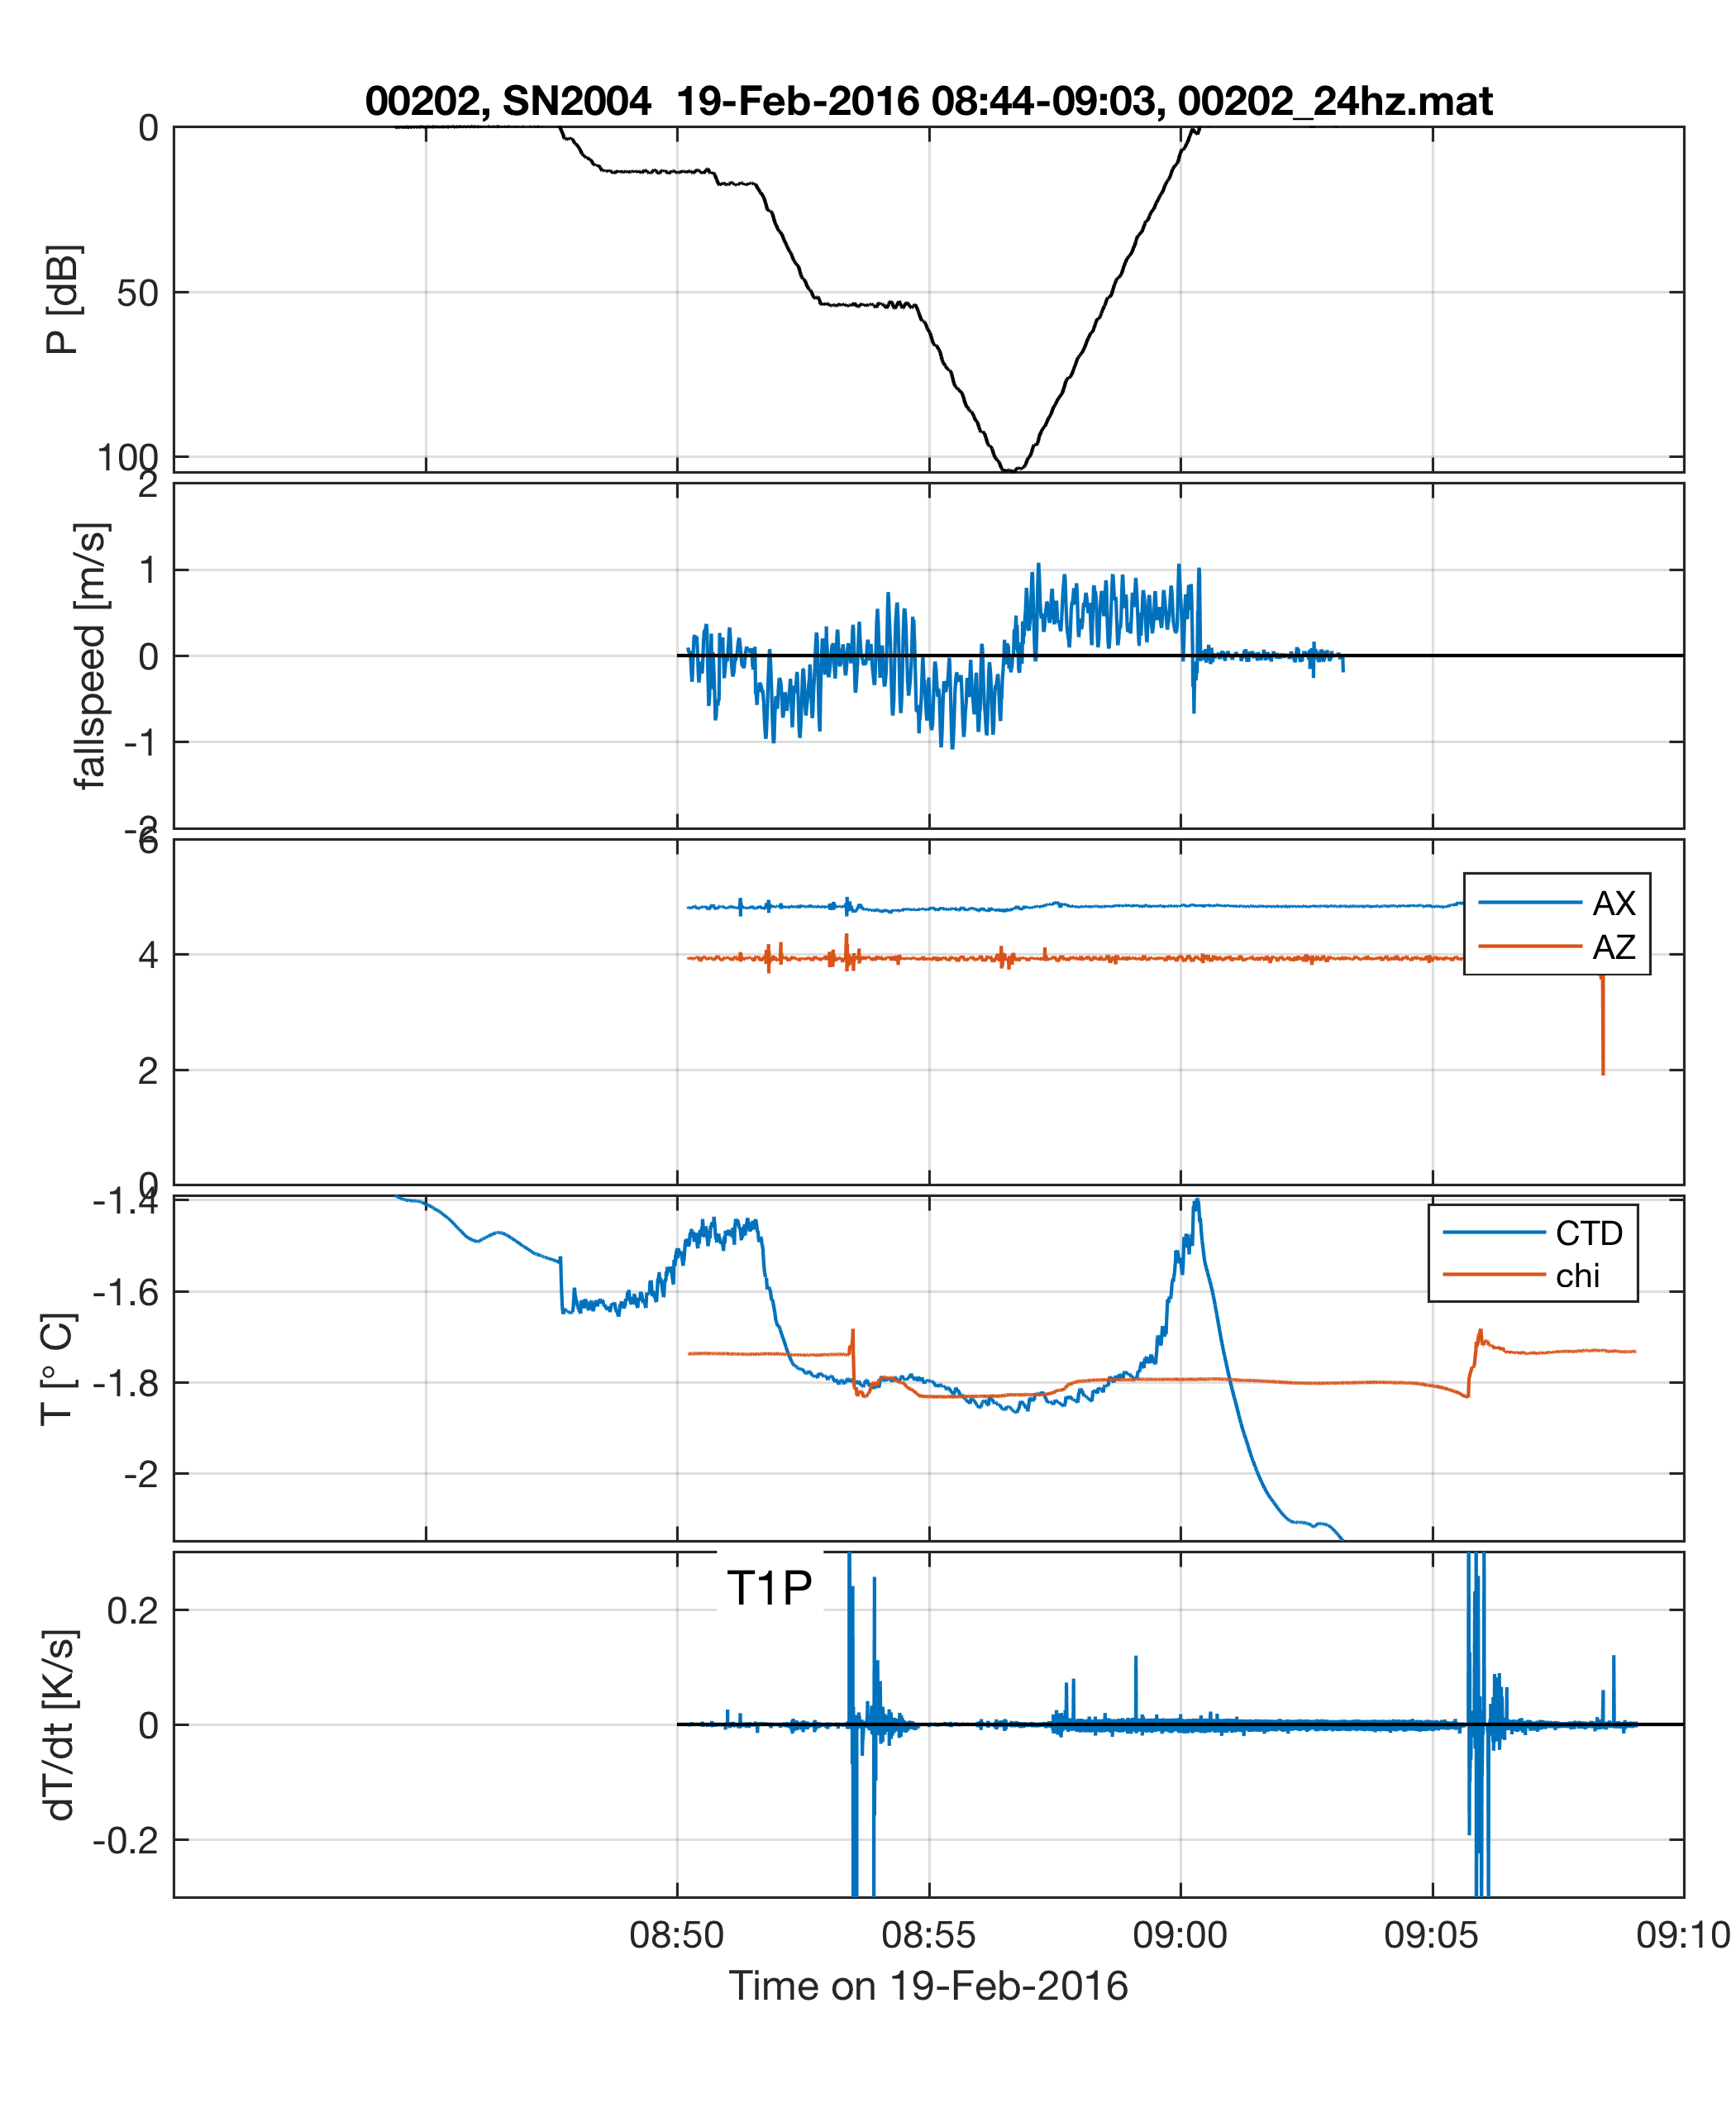 00202, SN2004  19-Feb-2016 08:44-09:03, 00202_24hz.mat
0
50
100
P [dB]
2
1
0
-1
-2
fallspeed [m/s]
6
4
2
0
AX
AZ
-1.4
-1.6
-1.8
-2
T [° C]
CTD
chi
T1P
0.2
0
-0.2
dT/dt [K/s]
08:50
08:55
09:00
09:05
09:10
Time on 19-Feb-2016